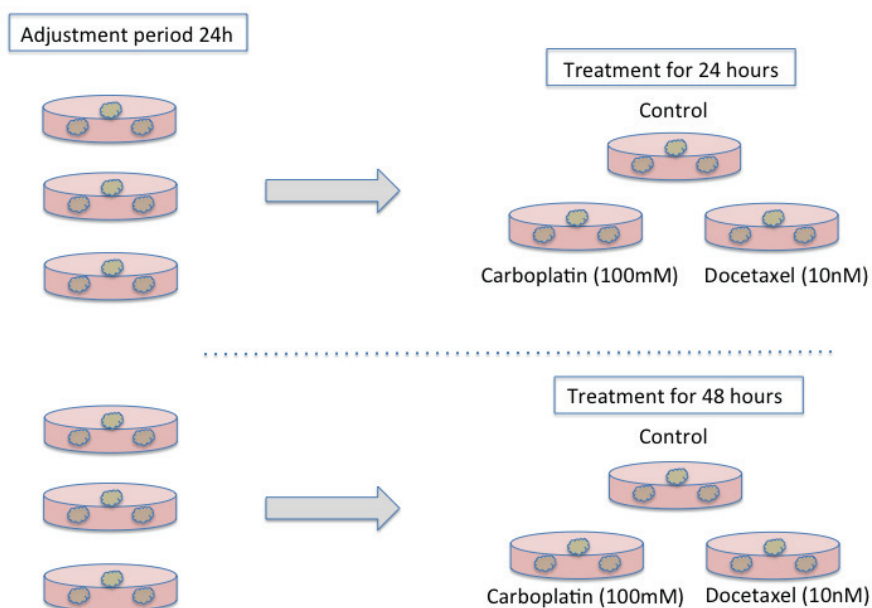 Adjustment period 24h
Treatment for 24 hours
Control
Carboplatin (100mM) Docetaxel (10nM)
Treatment for 48 hours
Control
Carboplatin (100mM) Docetaxel (10nM)